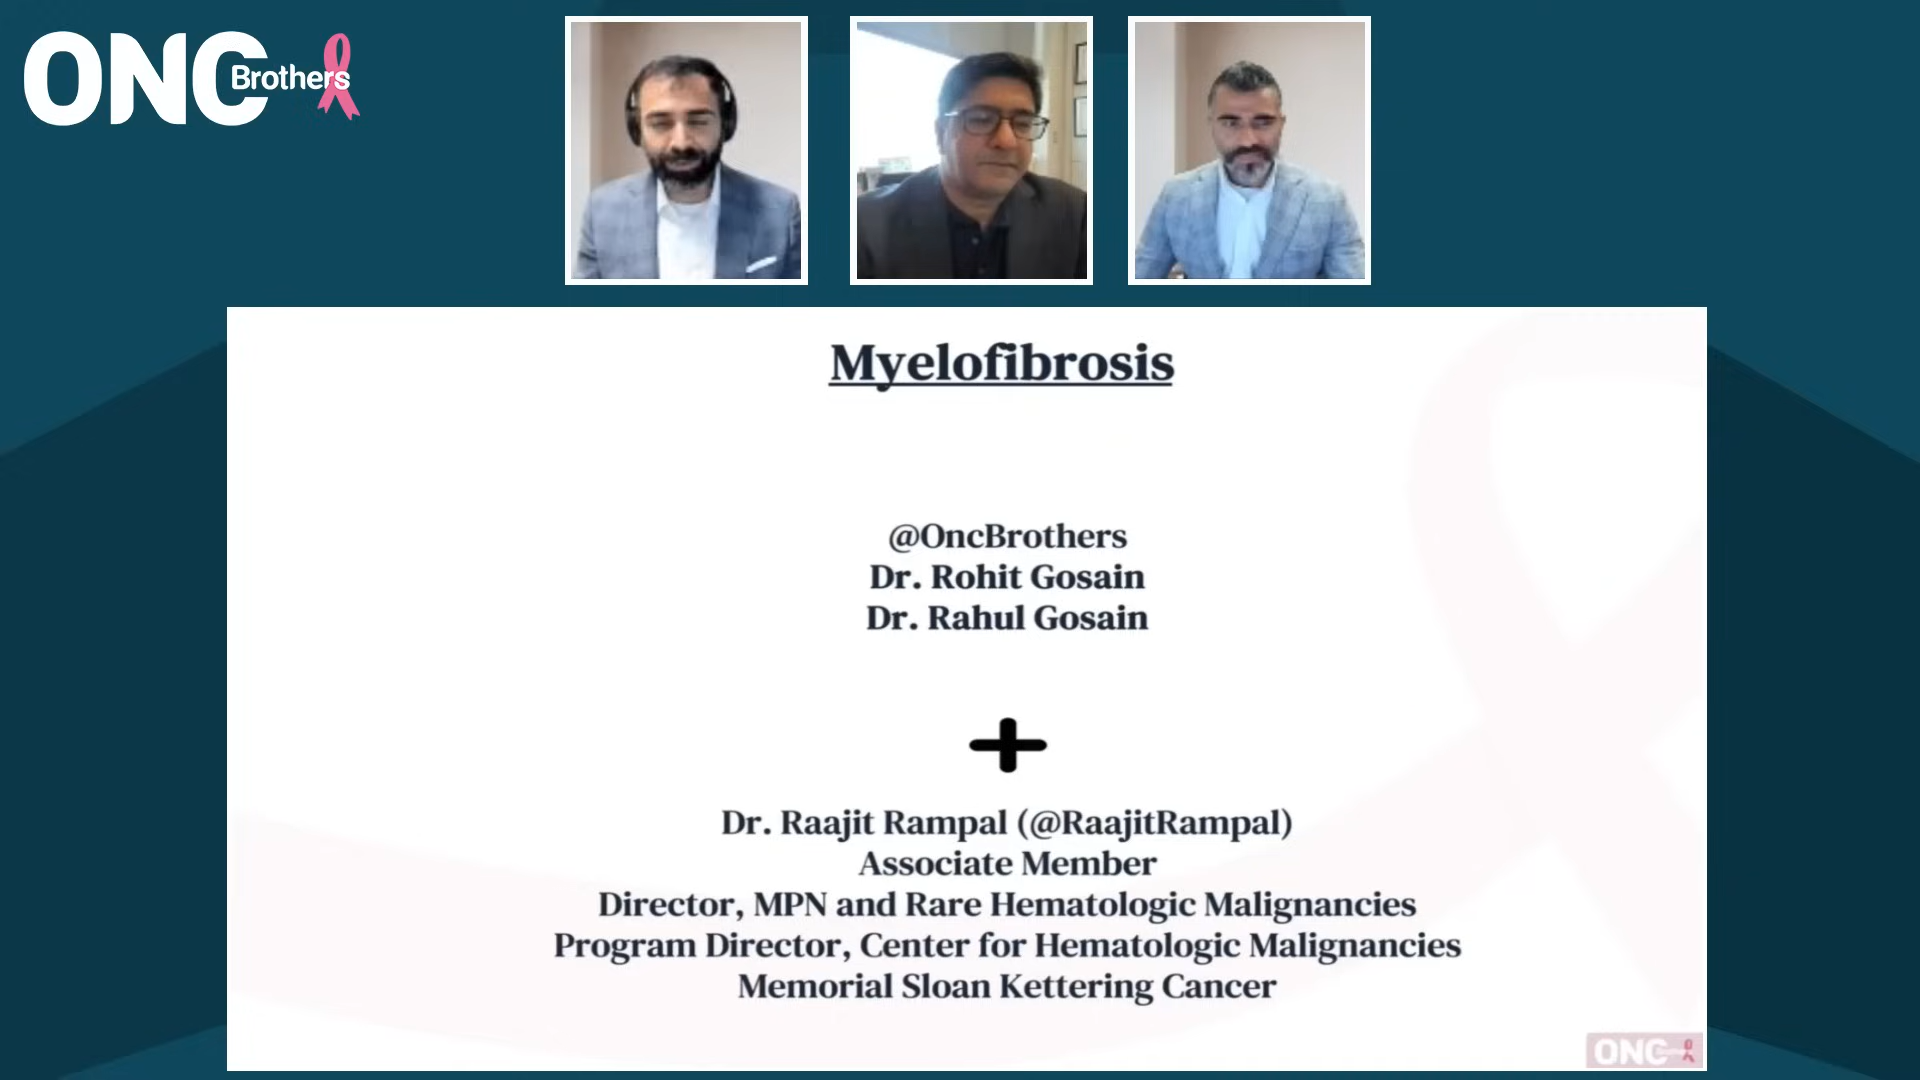 ONC Brothers
Myelofibrosis
@OncBrothers
Dr. Rohit Gosain
Dr. Rahul Gosain
+
Dr. Raajit Rampal (@RaajitRampal)
Associate Member
Director, MPN and Rare Hematologic Malignancies
Program Director, Center for Hematologic Malignancies
Memorial Sloan Kettering Cancer
ONC Brothers